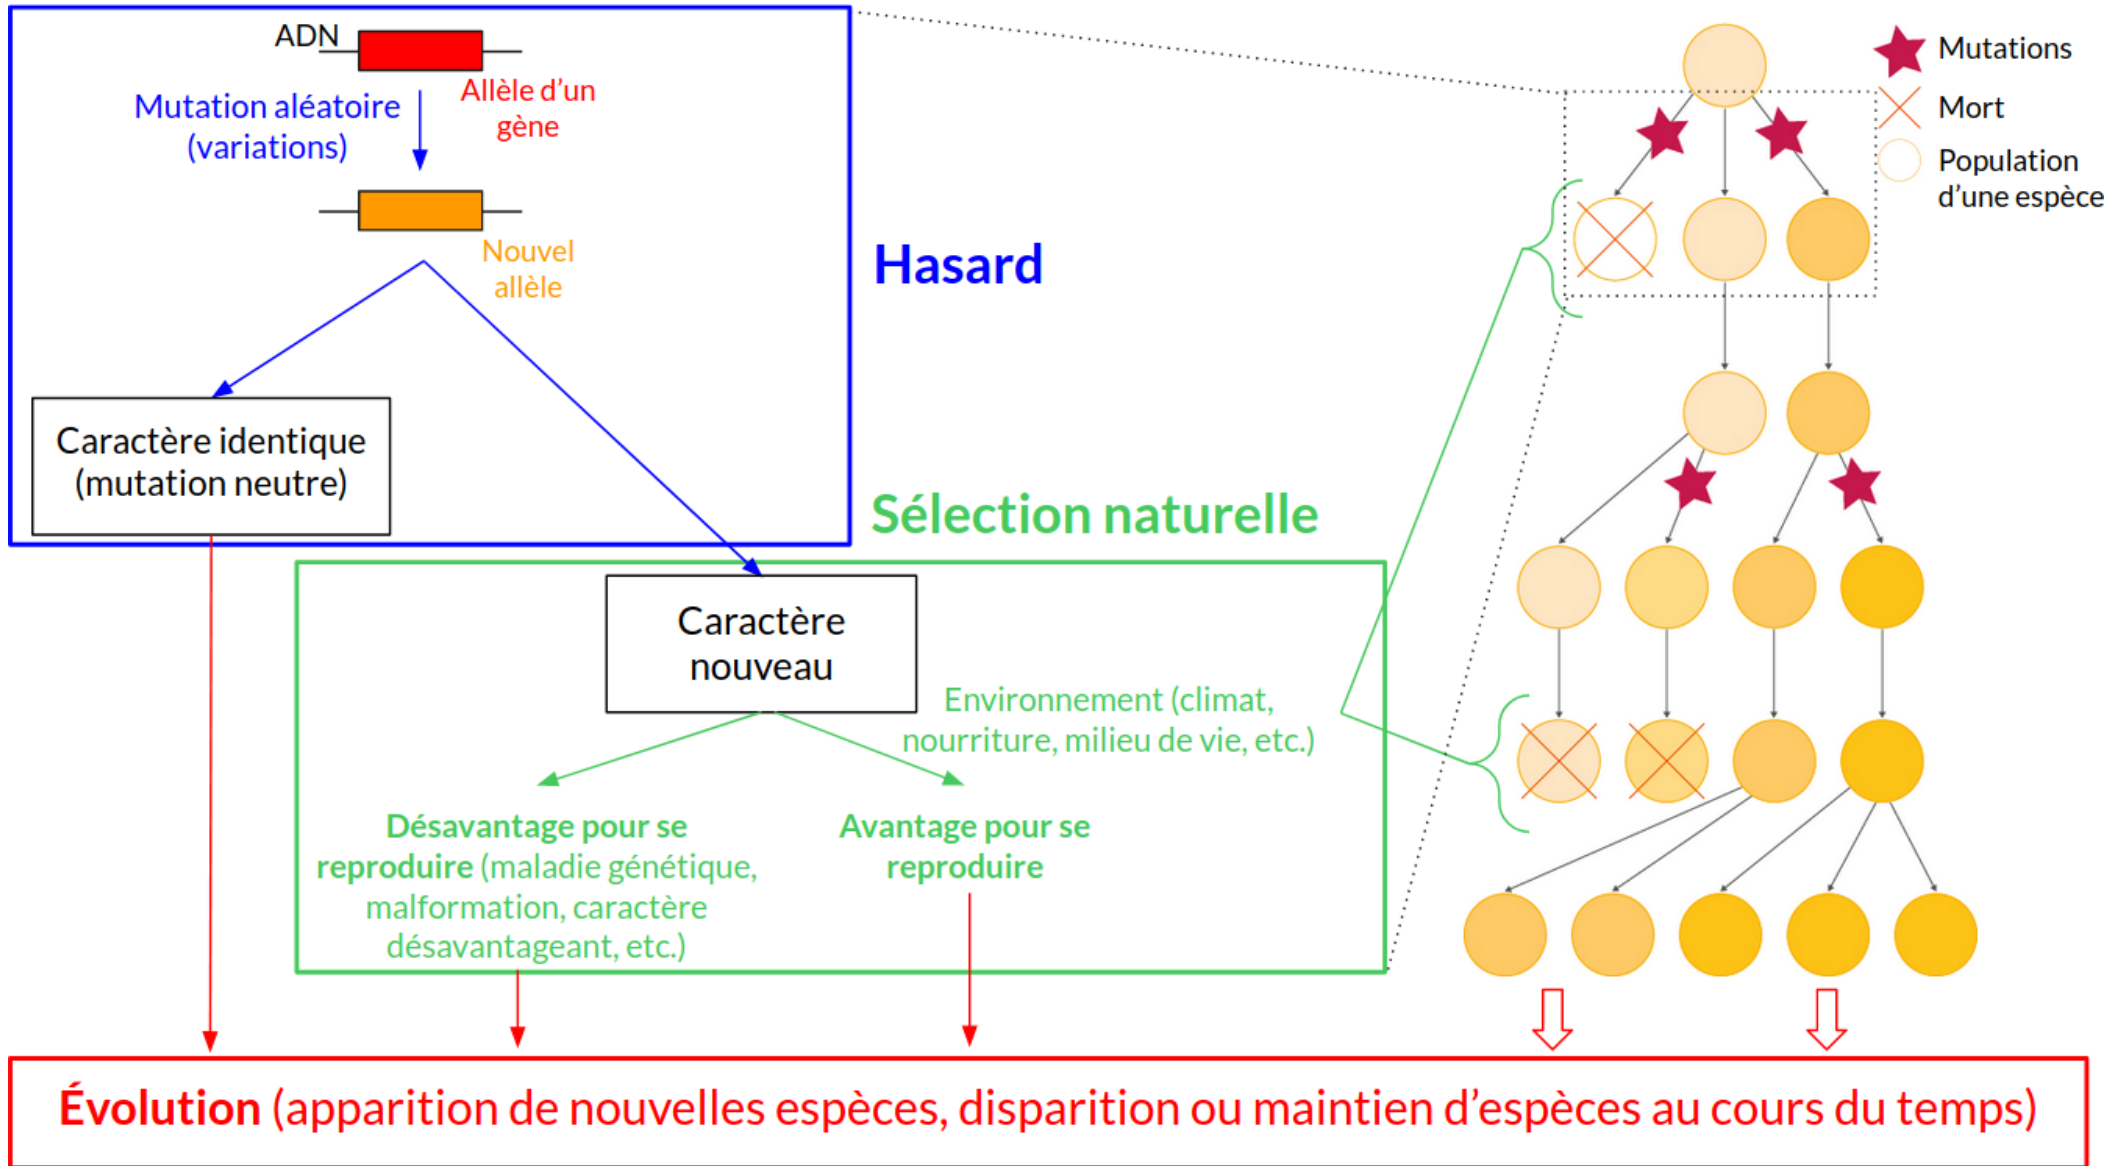 ADN
Allèle d’un
gène
Mutation aléatoire
(variations)
Nouvel
allèle
Hasard
Caractère identique
(mutation neutre)
Sélection naturelle
Caractère
nouveau
Environnement (climat,
nourriture, milieu de vie, etc.)
Désavantage pour se
reproduire (maladie génétique,
malformation, caractère
désavantageant, etc.)
Avantage pour se
reproduire
Mutations
Mort
Population
d’une espèce
Évolution (apparition de nouvelles espèces, disparition ou maintien d’espèces au cours du temps)